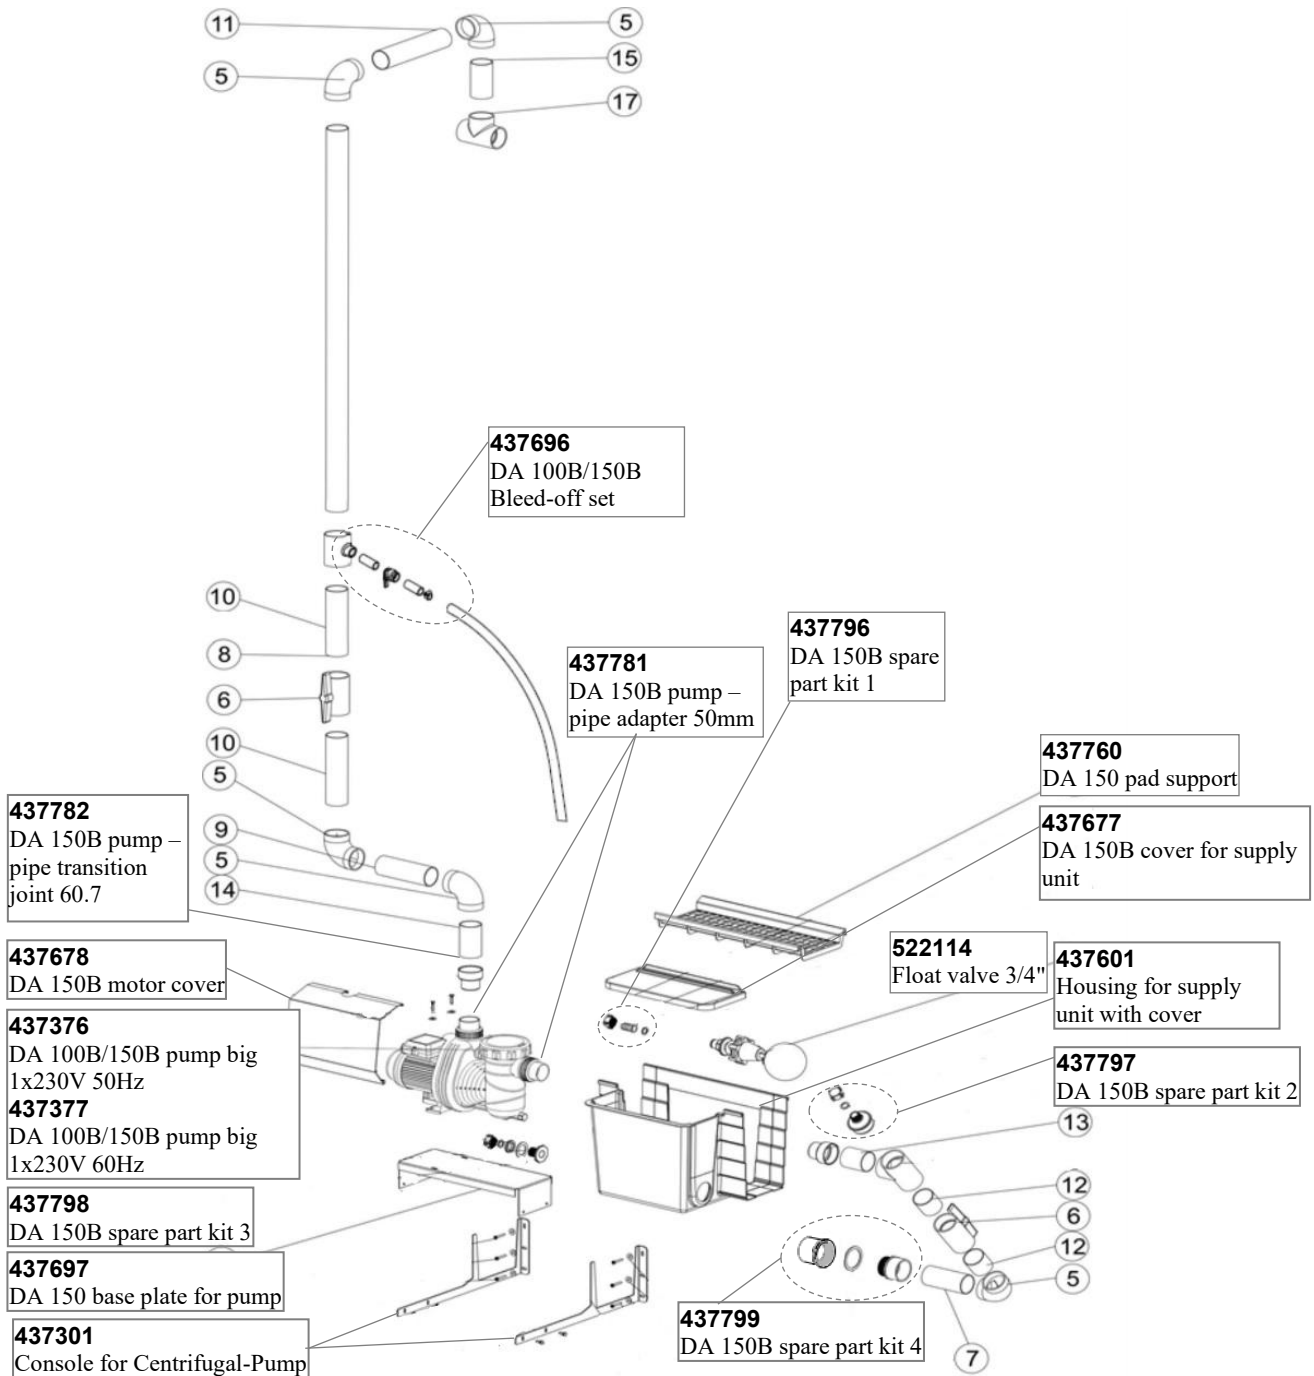 11
5
5
15
17
437696
DA 100B/150B
Bleed-off set
10
8
6
10
5
9
5
14
437781
DA 150B pump –
pipe adapter 50mm
437796
DA 150B spare
part kit 1
437760
DA 150 pad support
437677
DA 150B cover for supply
unit
437782
DA 150B pump –
pipe transition
joint 60.7
437678
DA 150B motor cover
522114
Float valve 3/4"
437601
Housing for supply
unit with cover
437376
DA 100B/150B pump big
1x230V 50Hz
437377
DA 100B/150B pump big
1x230V 60Hz
437797
DA 150B spare part kit 2
13
12
6
12
5
7
437798
DA 150B spare part kit 3
437697
DA 150 base plate for pump
437301
Console for Centrifugal-Pump
437799
DA 150B spare part kit 4